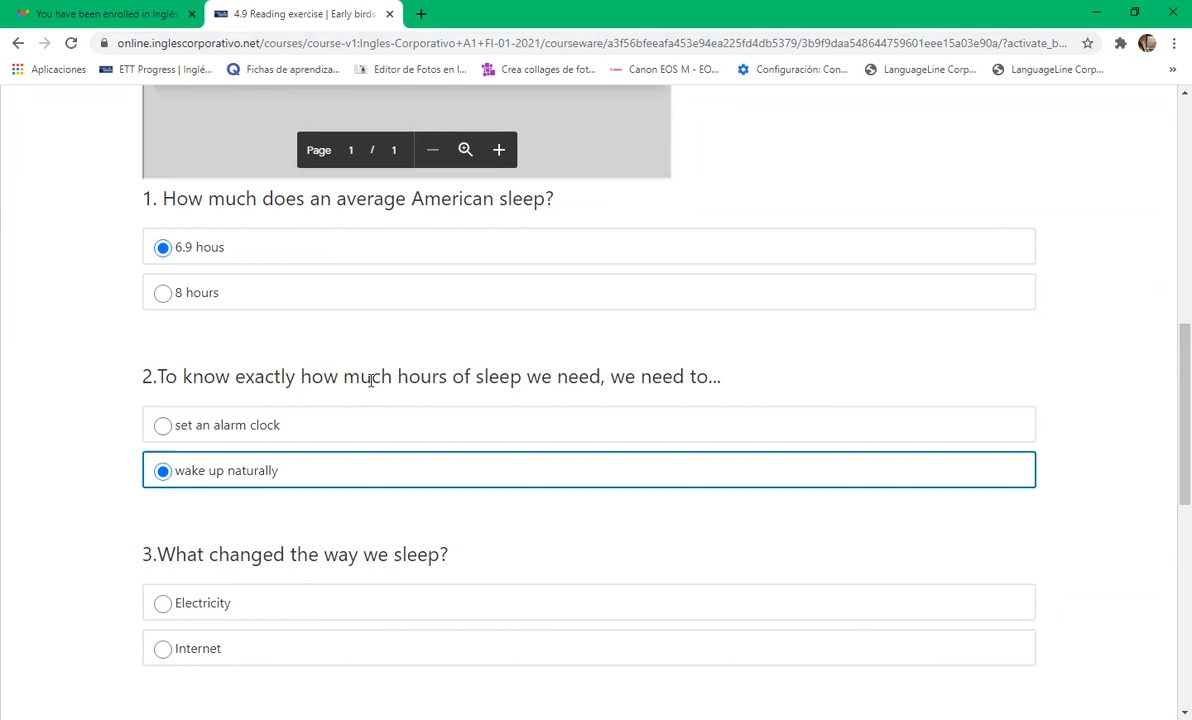 You have been enrolled in Inglés
4.9 Reading exercise | Early birds
online.inglescorporativo.net/courses/course-v1:Ingles-Corporativo+A1+FI-01-2021/courseware/a3f56bfeeafa453e94ea225fd4db5379/3b9f9daa548644759601eee15a03e90a/?activate_b...
Aplicaciones
ETT Progress | Inglé...
Fichas de aprendiza...
Editor de Fotos en l...
Crea collages de fot...
Canon EOS M - EO...
Configuración: Con...
LanguageLine Corp...
LanguageLine Corp...
Page 1 / 1
1. How much does an average American sleep?
6.9 hous
8 hours
2.To know exactly how much hours of sleep we need, we need to...
set an alarm clock
wake up naturally
3.What changed the way we sleep?
Electricity
Internet